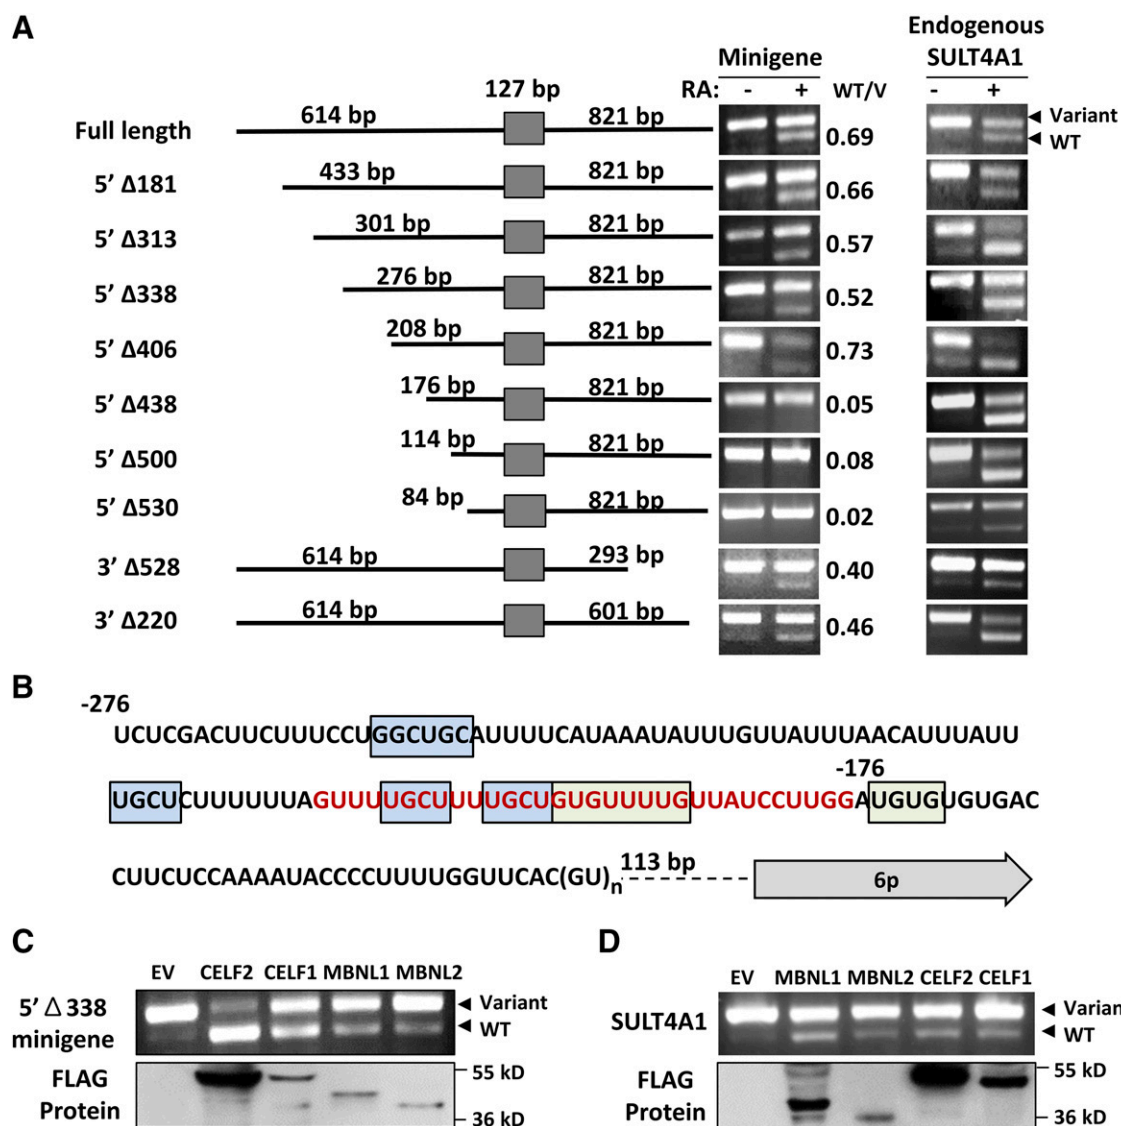 A
Endogenous
Minigene SULT4A1
RA: - + WT/V - +
127 bp
Full length 614 bp 821 bp 0.69 Variant
WT
5’ Δ181 433 bp 821 bp 0.66
5’ Δ313 301 bp 821 bp 0.57
5’ Δ338 276 bp 821 bp 0.52
5’ Δ406 208 bp 821 bp 0.73
5’ Δ438 176 bp 821 bp 0.05
5’ Δ500 114 bp 821 bp 0.08
5’ Δ530 84 bp 821 bp 0.02
3’ Δ528 614 bp 293 bp 0.40
3’ Δ220 614 bp 601 bp 0.46
B
-276
UCUCGACUUCUUUCCUGGCUGCAUUUUCAUAAAUAUUUGUUAUUUAACAUUUAUU
-176
UGCUCUUUUUUAGUUUUGCUUUUGCUGUGUUUUGUUAUCCUUGGAUGUGUGUGAC
CUUCUCCAAAAUACCCCUUUUGGUUCAC(GU)n 113 bp 6p
C
EV CELF2 CELF1 MBNL1 MBNL2
5’ Δ 338 minigene Variant
WT
FLAG Protein 55 kD
36 kD
D
EV MBNL1 MBNL2 CELF2 CELF1
SULT4A1 Varian
WT
FLAG Protein 55 kD
36 kD